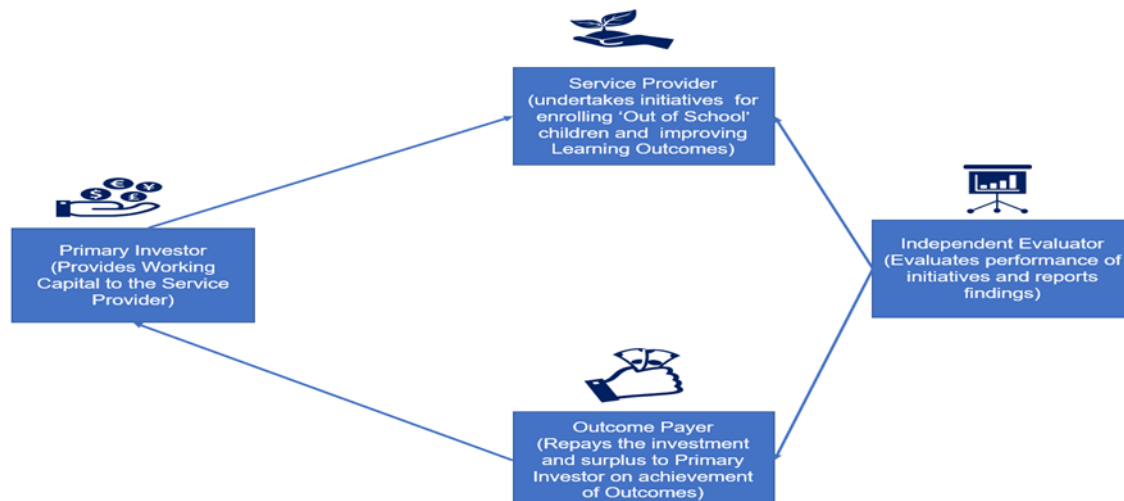 Service Provider
(undertakes initiatives for
enrolling ‘Out of School’
children and improving
Learning Outcomes)
Primary Investor
(Provides Working
Capital to the Service
Provider)
Independent Evaluator
(Evaluates performance of
initiatives and reports
findings)
Outcome Payer
(Repays the investment
and surplus to Primary
Investor on achievement
of Outcomes)
$ € ¥ £